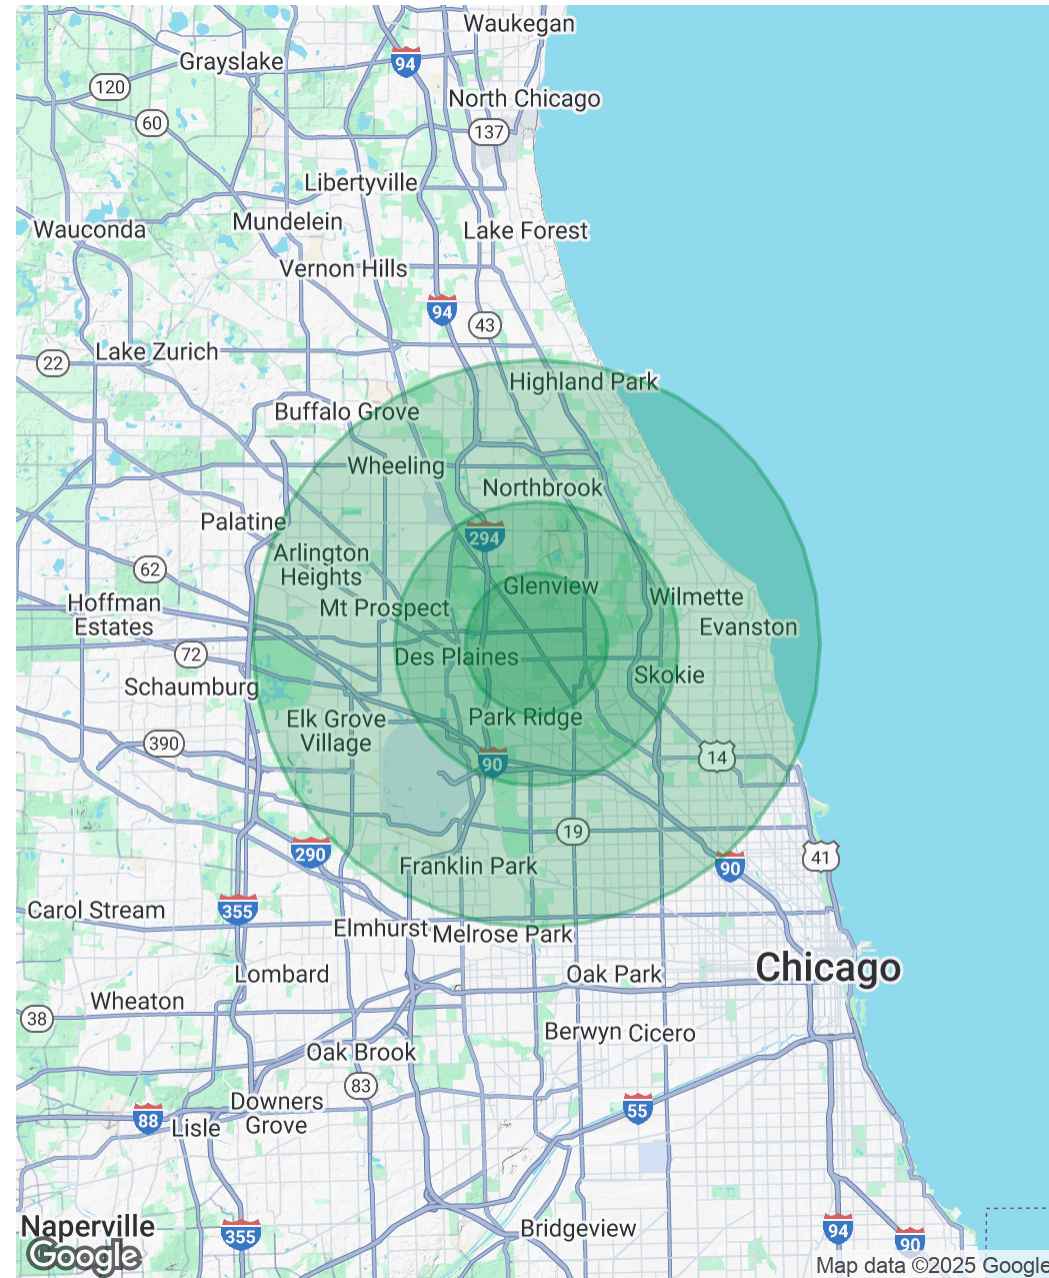 Waukegan
Grayslake
94
120
North Chicago
60
137
Libertyville
Mundelein
Wauconda
Lake Forest
Vernon Hills
94
43
Lake Zurich
22
Highland Park
Buffalo Grove
Wheeling
Northbrook
Palatine
294
Arlington
Heights
62
Glenview
Hoffman
Estates
Mt Prospect
Wilmette
Evanston
72
Des Plaines
Skokie
Schaumburg
Elk Grove
Village
Park Ridge
390
14
90
19
290
41
Franklin Park
90
355
Carol Stream
Elmhurst
Melrose Park
Chicago
Lombard
Oak Park
Wheaton
38
Berwyn
Cicero
Oak Brook
83
Downers
Grove
55
88
Lisle
Naperville
355
Bridgeview
94
90
Google
Map data ©2025 Google